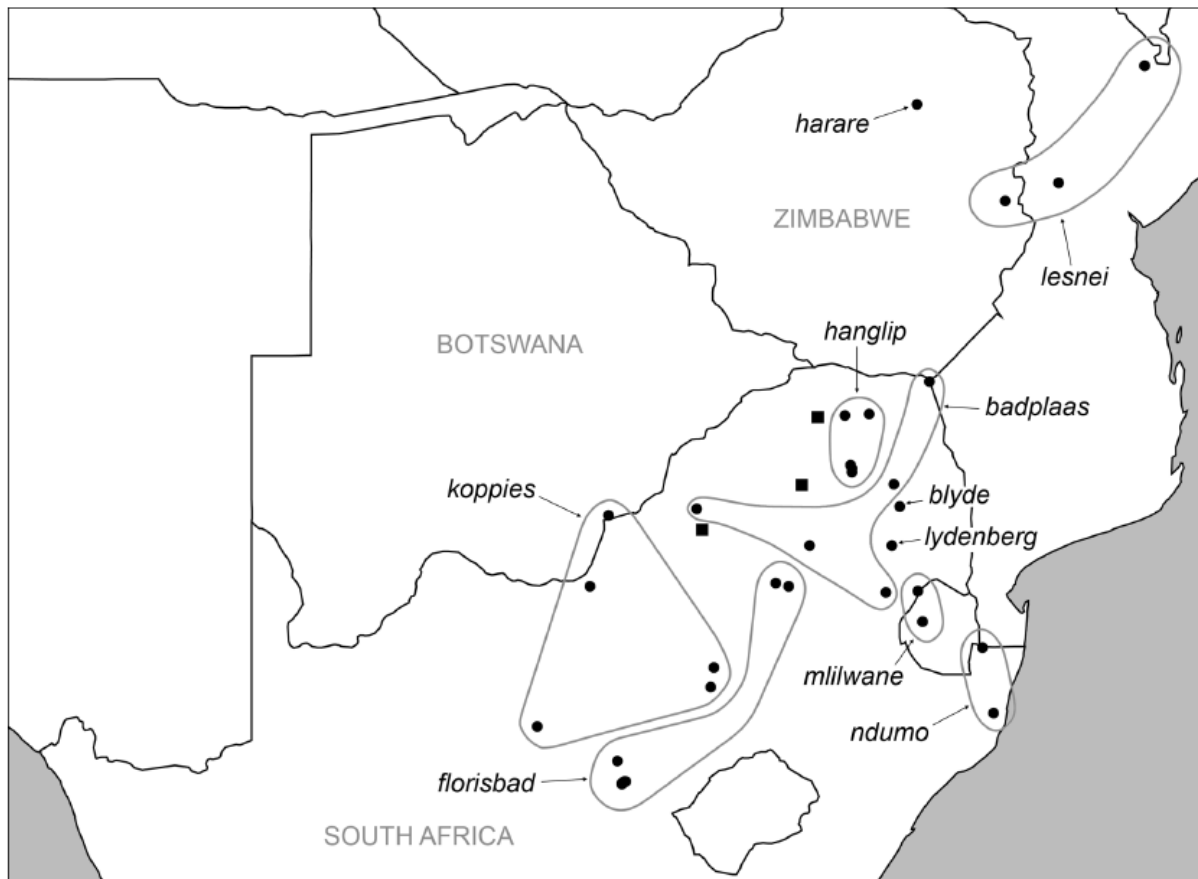 harare
ZIMBABWE
lesnei
hanglip
BOTSWANA
badplaas
koppies
blyde
lydenberg
mlilwane
ndumo
florisbad
SOUTH AFRICA